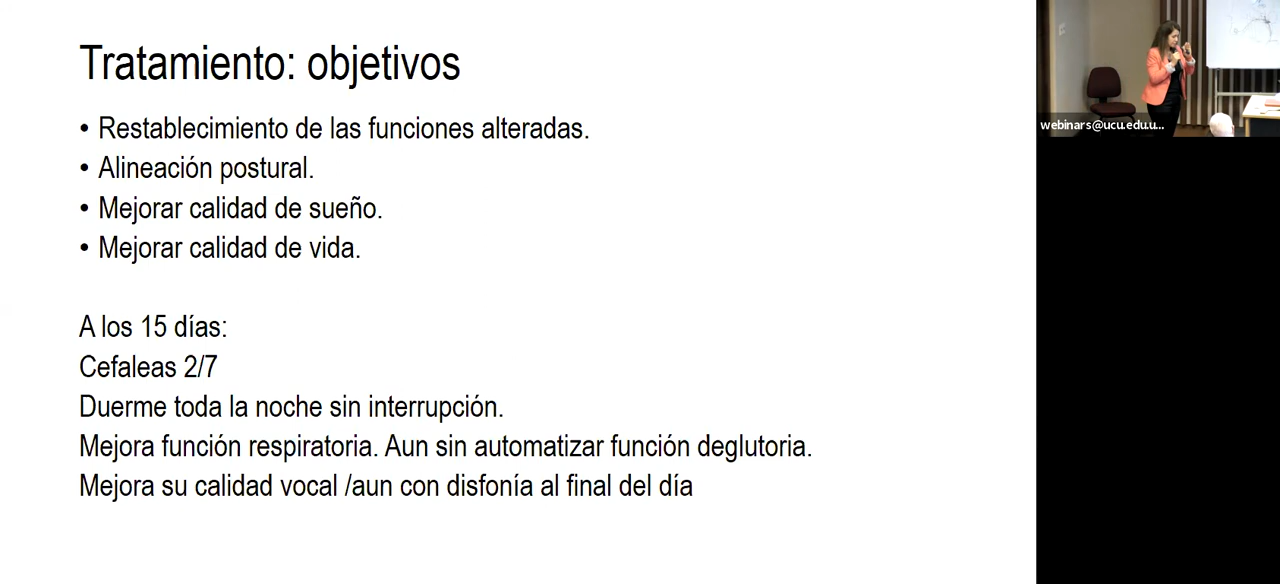 Tratamiento: objetivos
• Restablecimiento de las funciones alteradas.
• Alineación postural.
• Mejorar calidad de sueño.
• Mejorar calidad de vida.
A los 15 días:
Cefaleas 2/7
Duerme toda la noche sin interrupción.
Mejora función respiratoria. Aun sin automatizar función deglutoria.
Mejora su calidad vocal /aun con disfonía al final del día
webinars@ucu.edu.u...